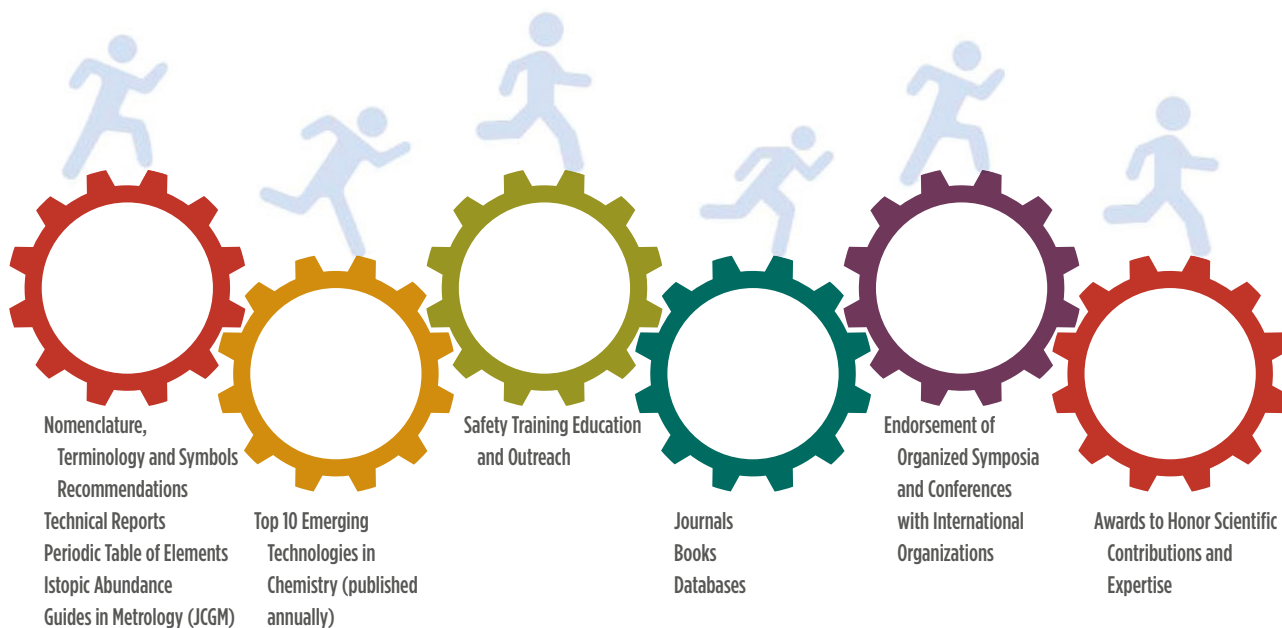 Nomenclature,
Terminology and Symbols
Recommendations
Technical Reports
Periodic Table of Elements
Istopic Abundance
Guides in Metrology (JCGM)
Top 10 Emerging
Technologies in
Chemistry (published
annually)
Safety Training Education
and Outreach
Journals
Books
Databases
Endorsement of
Organized Symposia
and Conferences
with International
Organizations
Awards to Honor Scientific
Contributions and
Expertise